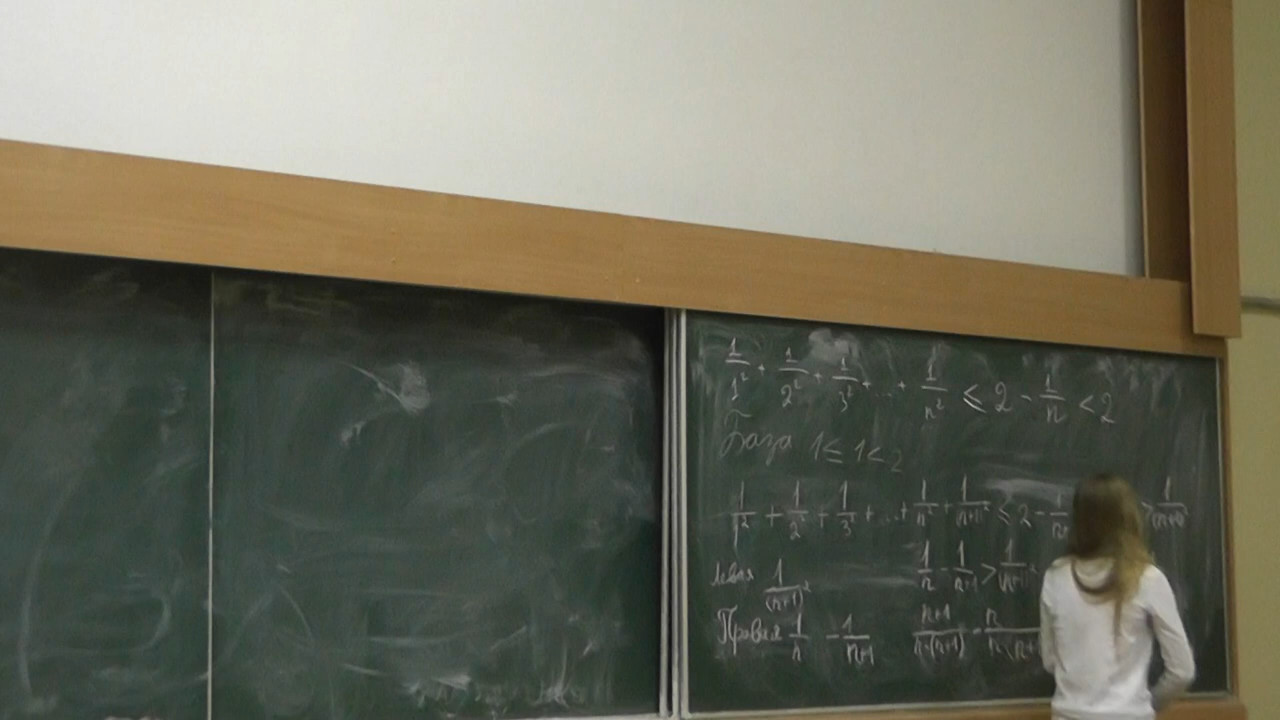 1/1² + 1/2² + 1/3² + ... + 1/n² ≤ 2 - 1/n < 2
База 1 ≤ 1 < 2
1/1² + 1/2² + 1/3² + ... + 1/n² + 1/(n+1)² ≤ 2 - > 1/(n+1)²
1/n - 1/(n+1) > 1/(n+1)²
Левая 1/(n+1)²
Правая 1/n - 1/(n+1)
(n+1)/(n(n+1)) - n/(n(n+1